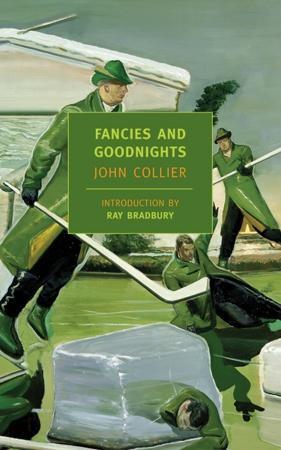 FANCIES AND
GOODNIGHTS
JOHN COLLIER
INTRODUCTION BY
RAY BRADBURY